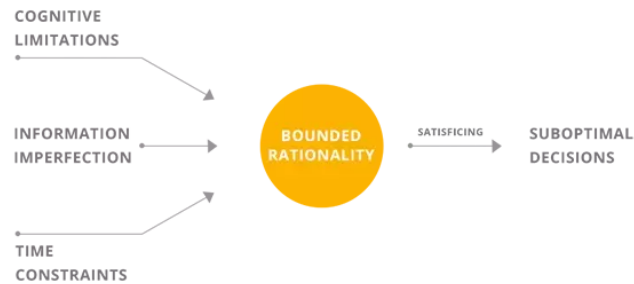 COGNITIVE
LIMITATIONS
INFORMATION
IMPERFECTION
TIME
CONSTRAINTS
BOUNDED
RATIONALITY
SATISFICING
SUBOPTIMAL
DECISIONS